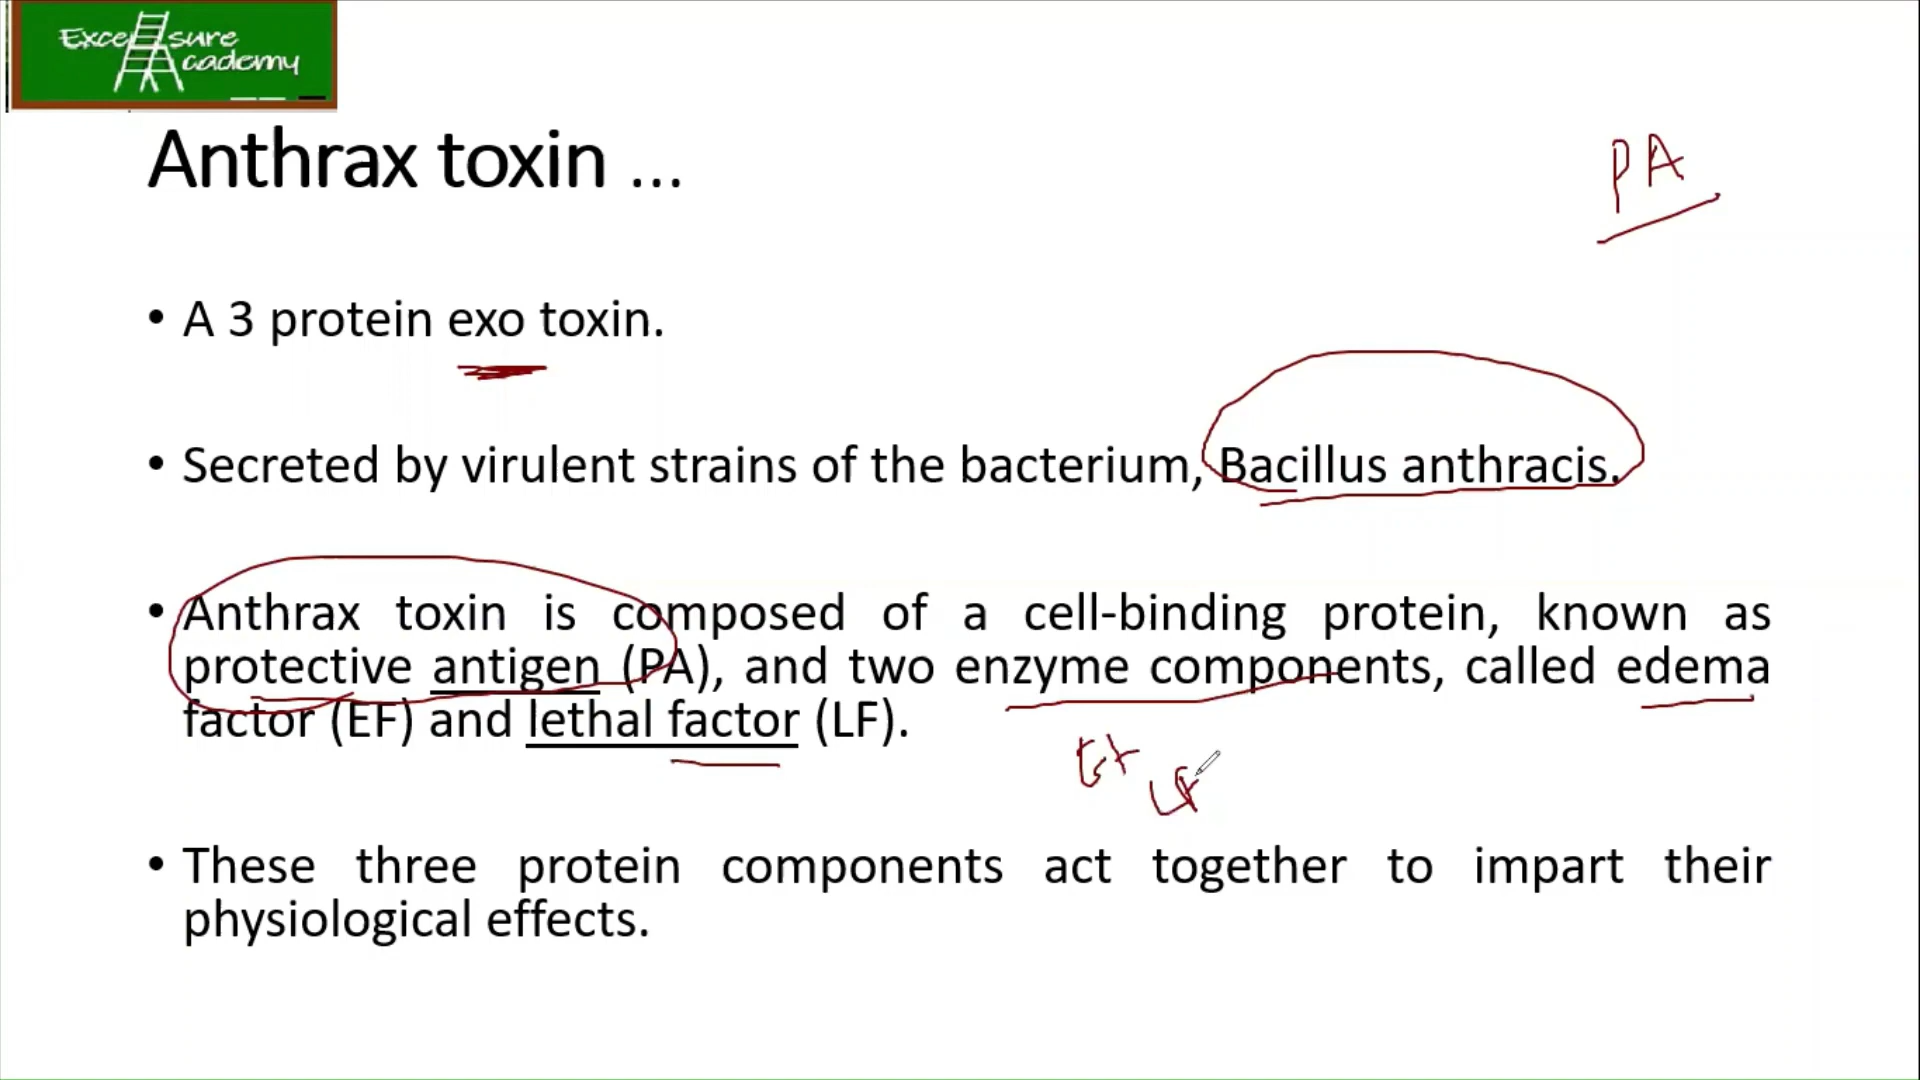 Excel sure
Academy
Anthrax toxin ...
PA
• A 3 protein exo toxin.
• Secreted by virulent strains of the bacterium, Bacillus anthracis.
• Anthrax toxin is composed of a cell-binding protein, known as
protective antigen (PA), and two enzyme components, called edema
factor (EF) and lethal factor (LF).
EF
LF
• These three protein components act together to impart their
physiological effects.